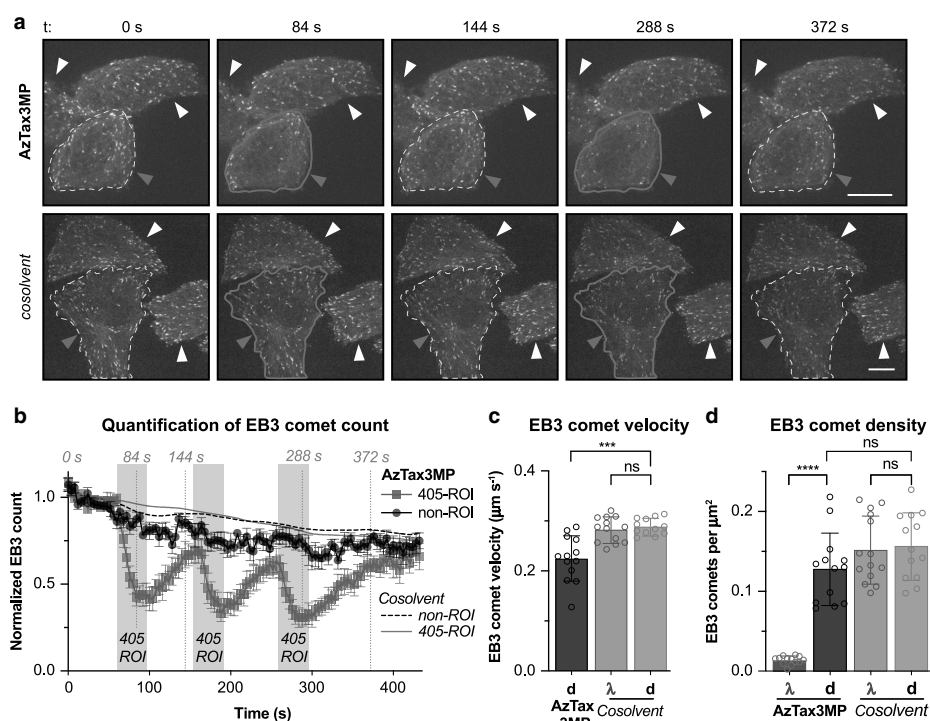 a
t: 0 s 84 s 144 s 288 s 372 s
AzTax3MP
cosolvent
b
Quantification of EB3 comet count
0 s 84 s 144 s 288 s 372 s
AzTax3MP
405-ROI
non-ROI
Normalized EB3 count
1.0
0.5
0.0
Cosolvent
non-ROI
405-ROI
405 ROI
405 ROI
405 ROI
0 100 200 300 400
Time (s)
c
EB3 comet velocity
***
ns
EB3 comet velocity (µm s⁻¹)
0.4
0.2
0.0
d λ d
AzTax
3MP
Cosolvent
d
EB3 comet density
ns
**** ns
EB3 comets per µm²
0.2
0.1
0.0
λ d λ d
AzTax3MP Cosolvent